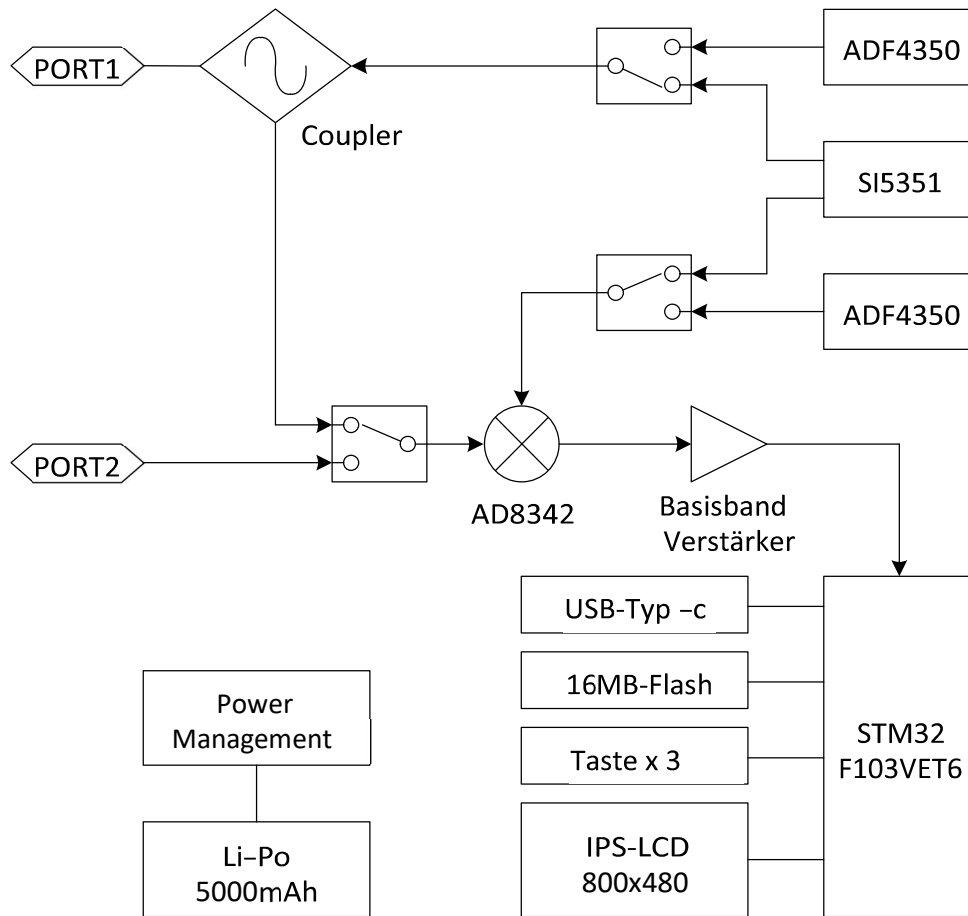 PORT1
Coupler
ADF4350
SI5351
ADF4350
PORT2
AD8342
Basisband
Verstärker
USB-Typ –c
16MB-Flash
Taste x 3
IPS-LCD
800x480
STM32
F103VET6
Power
Management
Li–Po
5000mAh